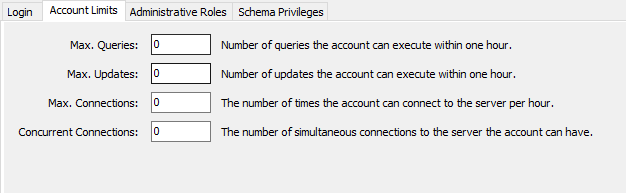 Login Account Limits Administrative Roles Schema Privileges
Max. Queries: 0 Number of queries the account can execute within one hour.
Max. Updates: 0 Number of updates the account can execute within one hour.
Max. Connections: 0 The number of times the account can connect to the server per hour.
Concurrent Connections: 0 The number of simultaneous connections to the server the account can have.